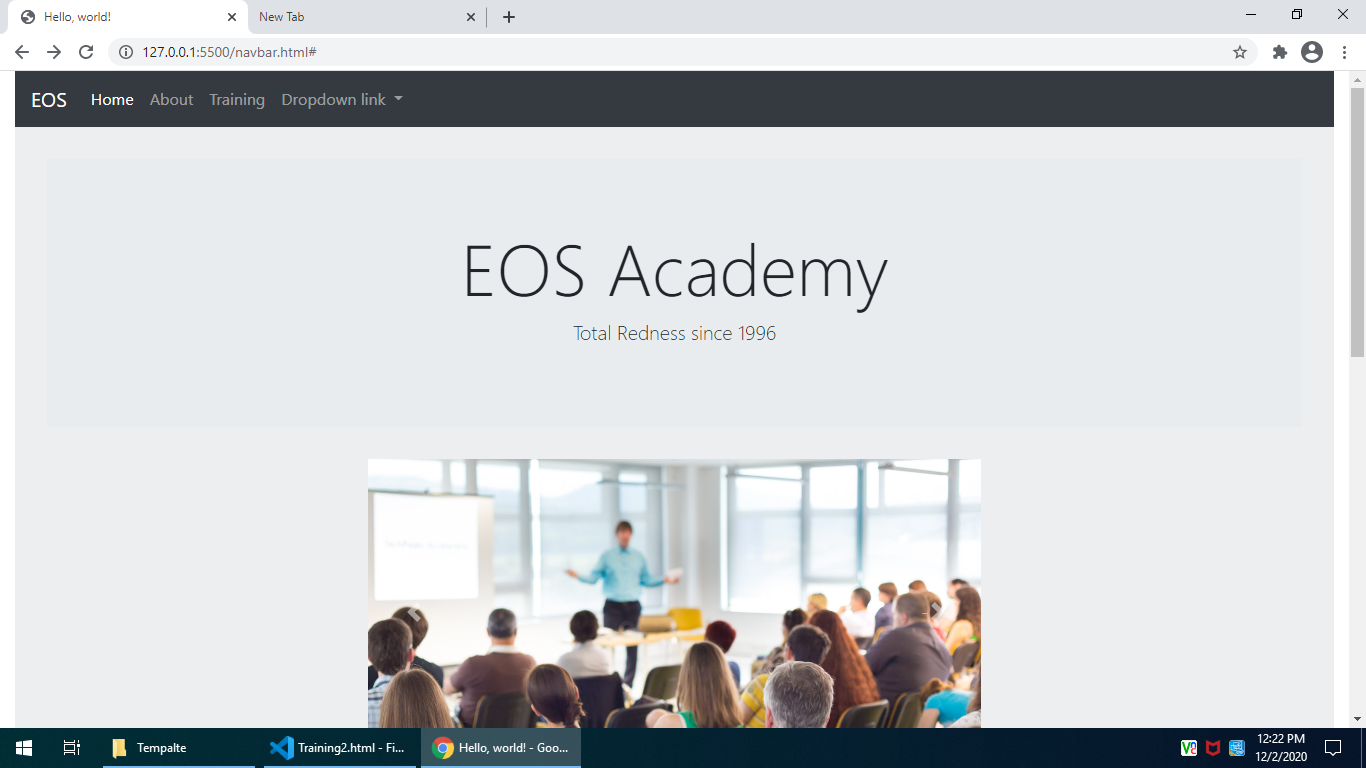 Hello, world!
New Tab
127.0.0.1:5500/navbar.html#
EOS Home About Training Dropdown link
EOS Academy
Total Redness since 1996
Tempalte
Training2.html - Fi...
Hello, world! - Goo...
12:22 PM
12/2/2020